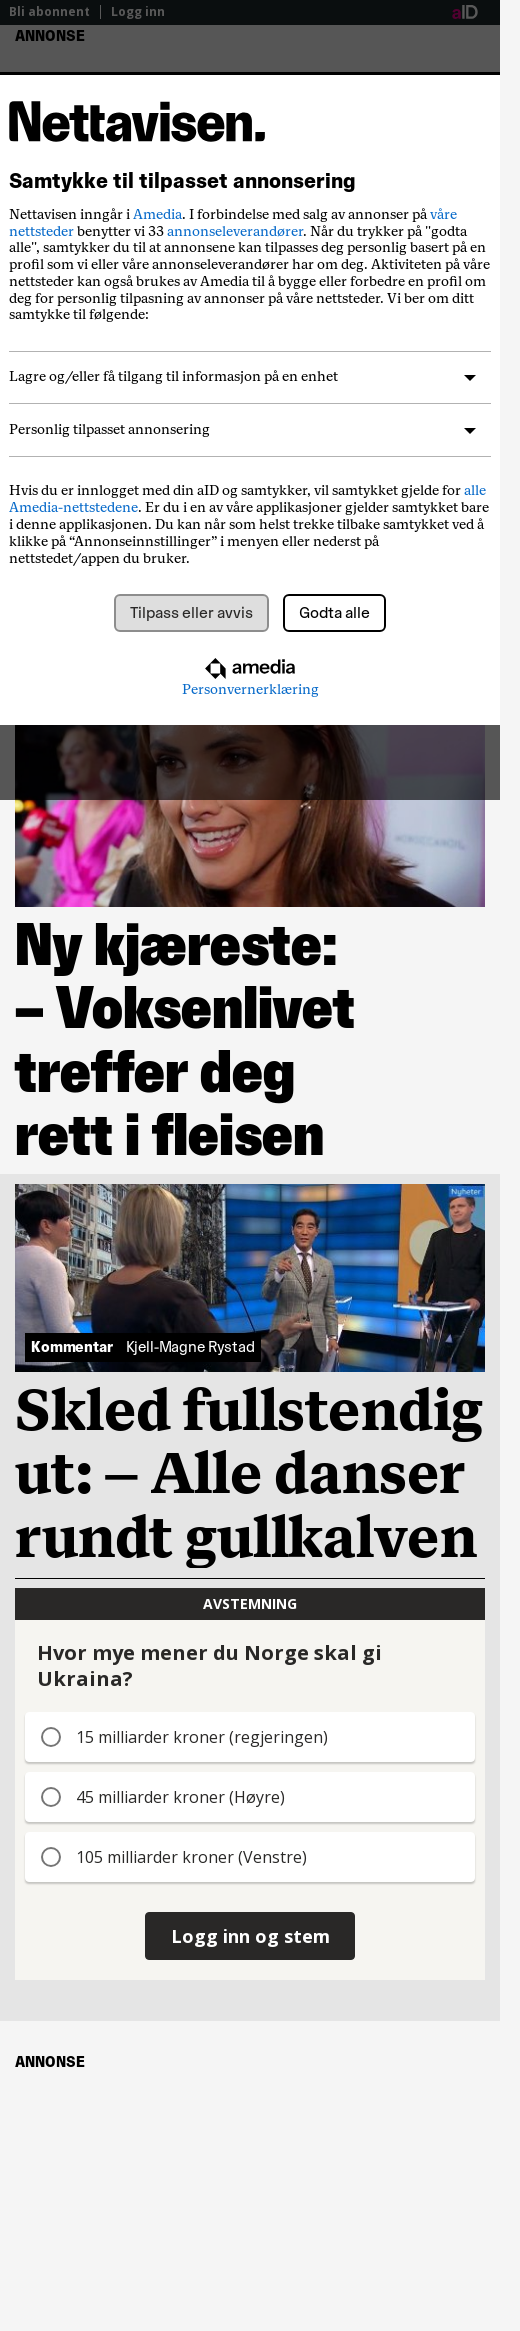 Bli abonnent | Logg inn
aID
ANNONSE
Nettavisen.
Samtykke til tilpasset annonsering
Nettavisen inngår i Amedia. I forbindelse med salg av annonser på våre
nettsteder benytter vi 33 annonseleverandører. Når du trykker på "godta
alle", samtykker du til at annonsene kan tilpasses deg personlig basert på en
profil som vi eller våre annonseleverandører har om deg. Aktiviteten på våre
nettsteder kan også brukes av Amedia til å bygge eller forbedre en profil om
deg for personlig tilpasning av annonser på våre nettsteder. Vi ber om ditt
samtykke til følgende:
Lagre og/eller få tilgang til informasjon på en enhet
Personlig tilpasset annonsering
Hvis du er innlogget med din aID og samtykker, vil samtykket gjelde for alle
Amedia-nettstedene. Er du i en av våre applikasjoner gjelder samtykket bare
i denne applikasjonen. Du kan når som helst trekke tilbake samtykket ved å
klikke på “Annonseinnstillinger” i menyen eller nederst på
nettstedet/appen du bruker.
Tilpass eller avvis
Godta alle
amedia
Personvernerklæring
Ny kjæreste:
– Voksenlivet
treffer deg
rett i fleisen
Nyheter
Kommentar Kjell-Magne Rystad
Skled fullstendig
ut: – Alle danser
rundt gullkalven
AVSTEMNING
Hvor mye mener du Norge skal gi
Ukraina?
15 milliarder kroner (regjeringen)
45 milliarder kroner (Høyre)
105 milliarder kroner (Venstre)
Logg inn og stem
ANNONSE